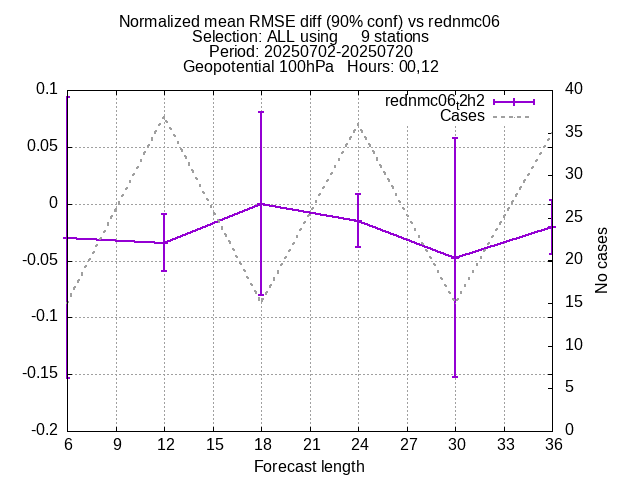 Normalized mean RMSE diff (90% conf) vs rednmc06
Selection: ALL using     9 stations
Period: 20250702-20250720
Geopotential 100hPa   Hours: 00,12
rednmc06_t2h2
Cases
0.1
0.05
0
-0.05
-0.1
-0.15
-0.2
40
35
30
25
20
15
10
5
0
No cases
6 9 12 15 18 21 24 27 30 33 36
Forecast length